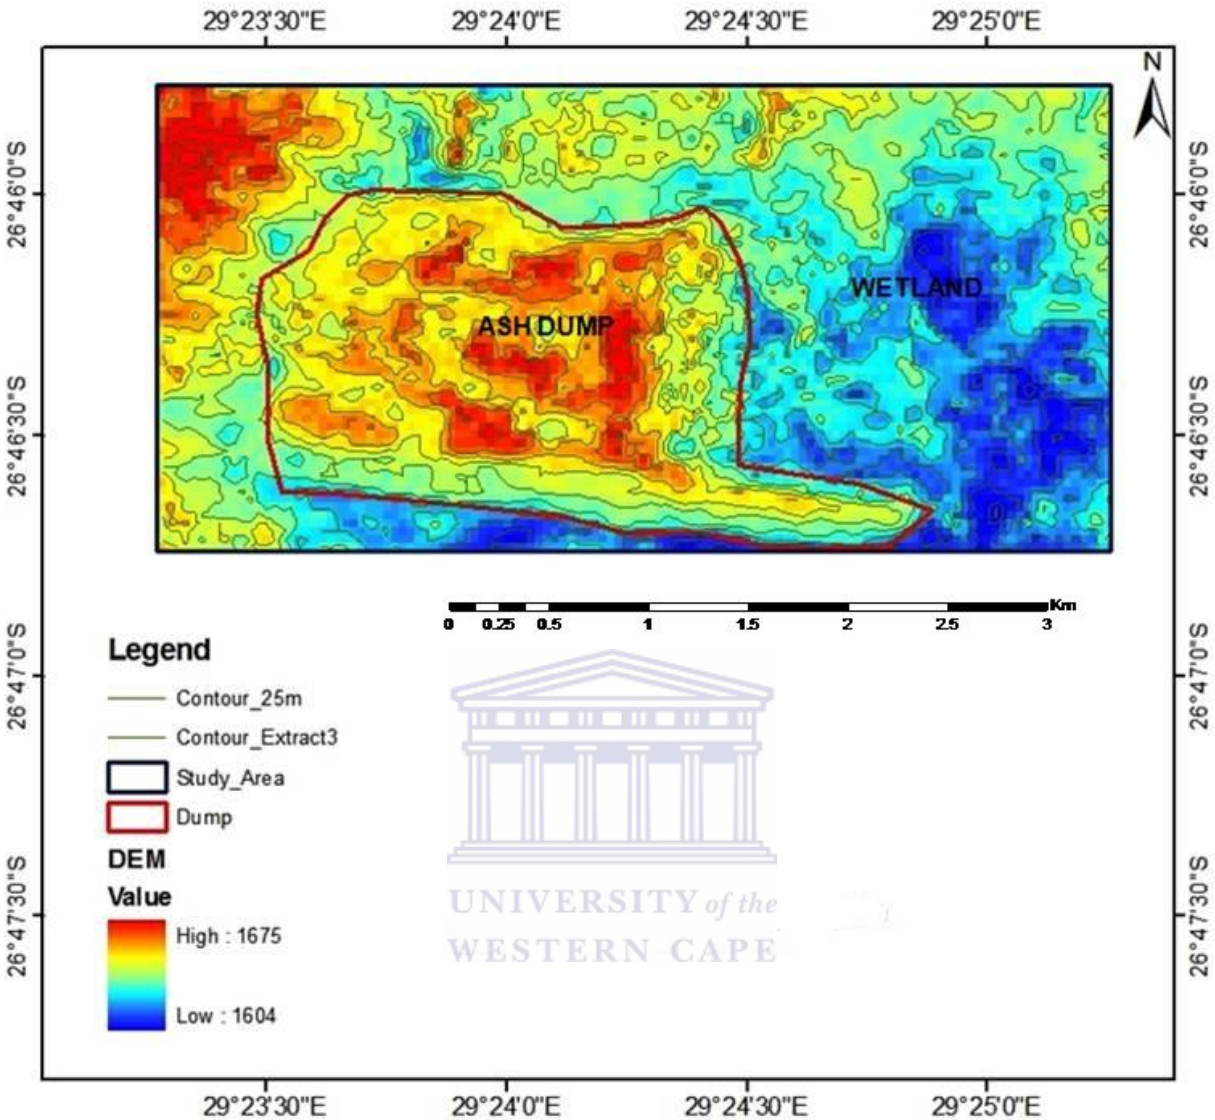 29°23'30"E 29°24'0"E 29°24'30"E 29°25'0"E
N
26°46'0"S 26°46'0"S
WETLAND
ASH DUMP
26°46'30"S 26°46'30"S
0
Km
0 0.25 0.5 1 1.5 2 2.5 3
26°47'0"S 26°47'0"S
Legend
Contour_25m
Contour_Extract3
Study_Area
Dump
DEM
Value
High : 1675
Low : 1604
26°47'30"S 26°47'30"S
UNIVERSITY of the
WESTERN CAPE
29°23'30"E 29°24'0"E 29°24'30"E 29°25'0"E